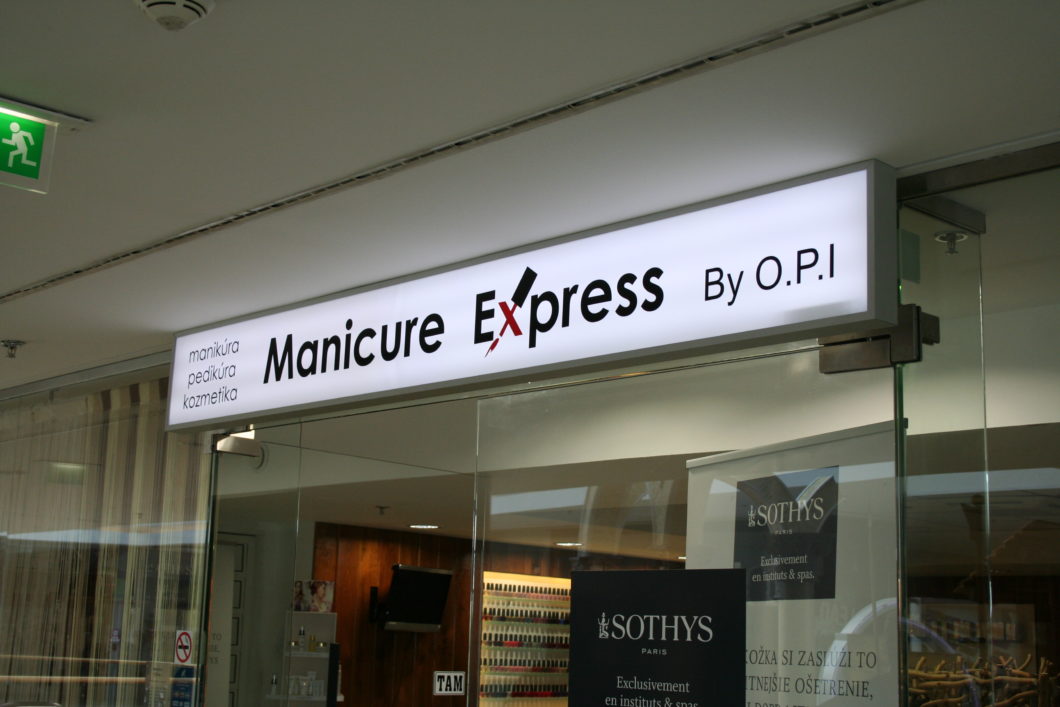 manikúra
pedikúra
kozmetika
Manicure Express By O.P.I
SOTHYS
PARIS
Exclusivement
en instituts & spas.
SOTHYS
PARIS
Exclusivement
en instituts & spas.
SI ZASLÚŽI TO
OŠETRENIE,
TAM